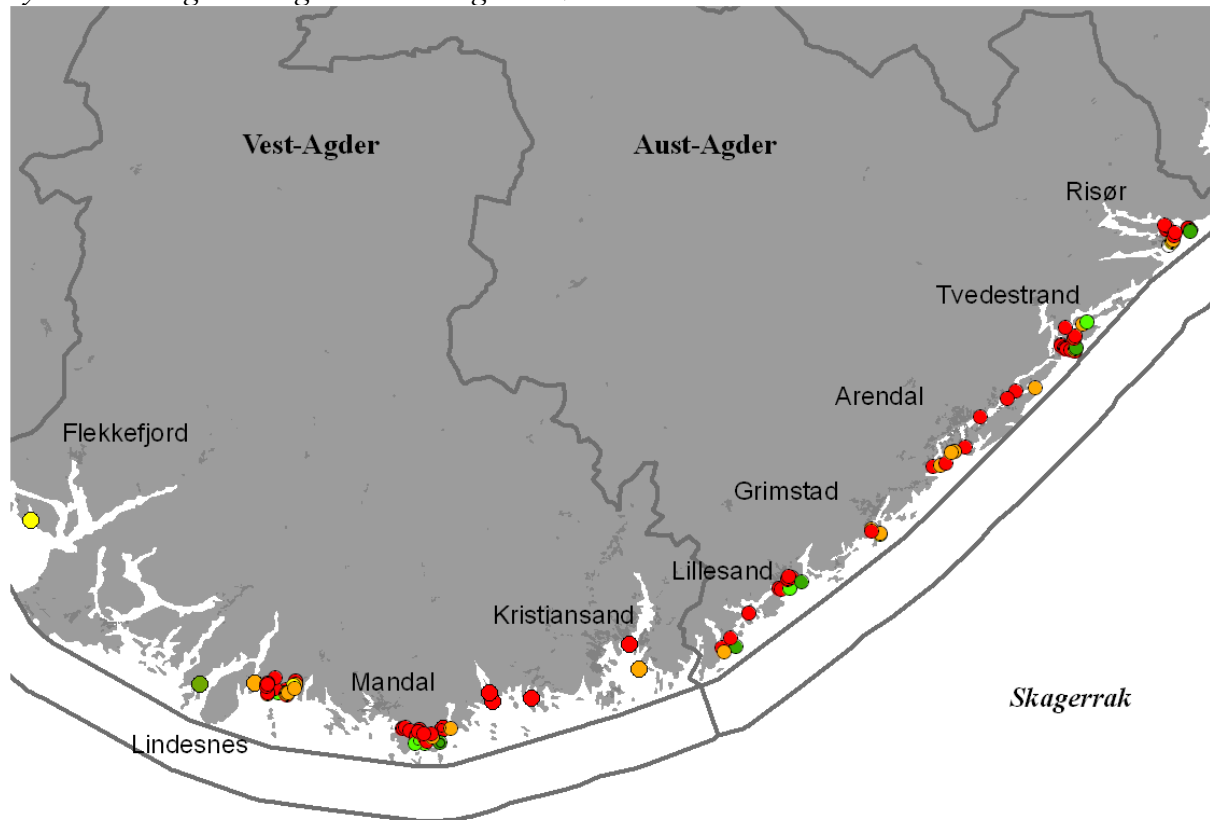 Vest-Agder
Aust-Agder
Risør
Tvedestrand
Arendal
Flekkefjord
Grimstad
Lillesand
Kristiansand
Mandal
Skagerrak
Lindesnes